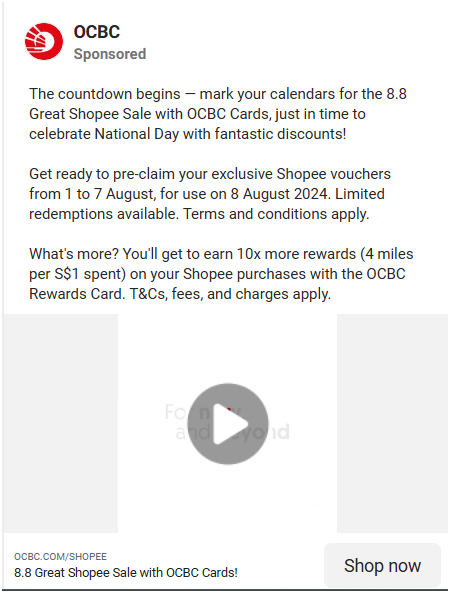 OCBC
Sponsored
The countdown begins — mark your calendars for the 8.8
Great Shopee Sale with OCBC Cards, just in time to
celebrate National Day with fantastic discounts!
Get ready to pre-claim your exclusive Shopee vouchers
from 1 to 7 August, for use on 8 August 2024. Limited
redemptions available. Terms and conditions apply.
What's more? You'll get to earn 10x more rewards (4 miles
per S$1 spent) on your Shopee purchases with the OCBC
Rewards Card. T&Cs, fees, and charges apply.
and
OCBC.COM/SHOPEE
8.8 Great Shopee Sale with OCBC Cards!
Shop now